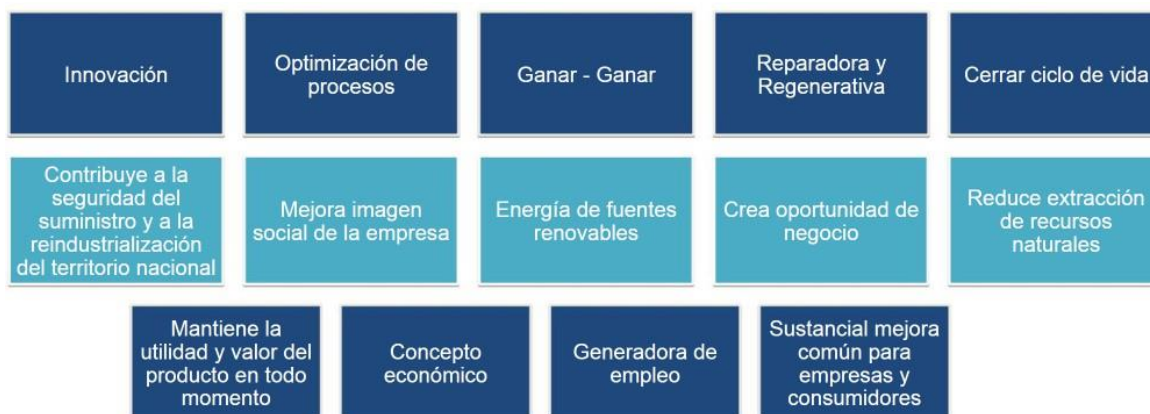 Innovación
Optimización de
procesos
Ganar - Ganar
Reparadora y
Regenerativa
Cerrar ciclo de vida
Contribuye a la
seguridad del
suministro y a la
reindustrialización
del territorio nacional
Mejora imagen
social de la empresa
Energía de fuentes
renovables
Crea oportunidad de
negocio
Reduce extracción
de recursos
naturales
Mantiene la
utilidad y valor del
producto en todo
momento
Concepto
económico
Generadora de
empleo
Sustancial mejora
común para
empresas y
consumidores